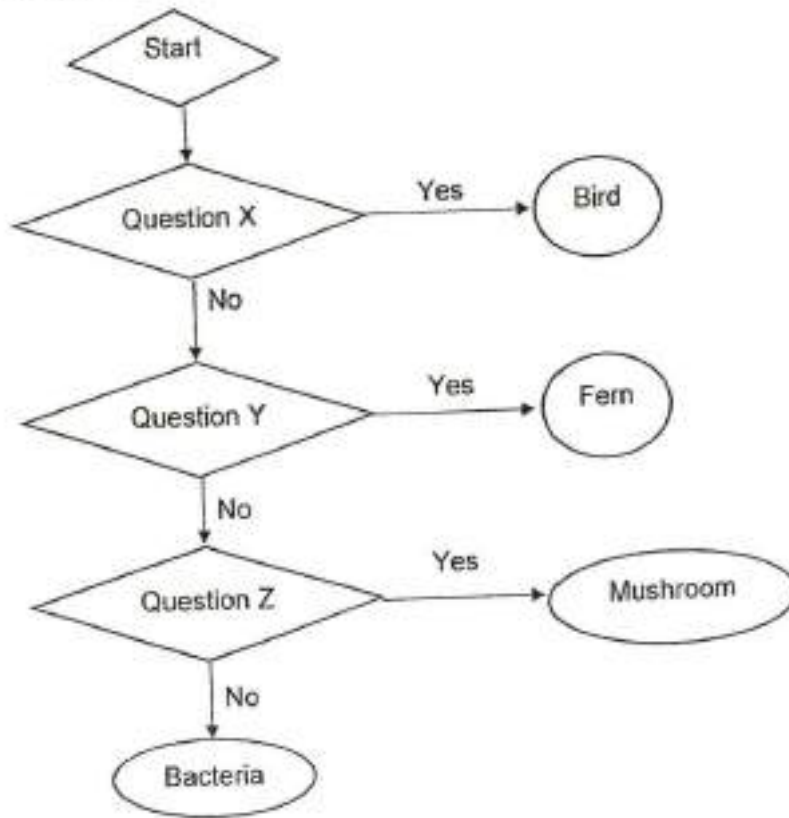 Start
Question X
Yes
Bird
No
Question Y
Yes
Fern
No
Question Z
Yes
Mushroom
No
Bacteria